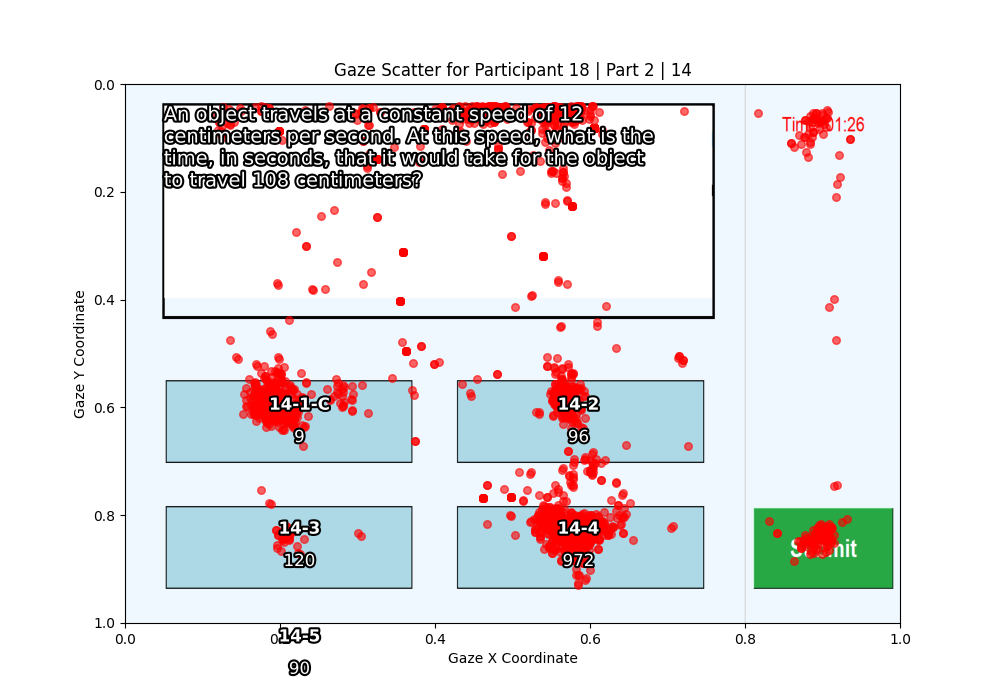 Gaze Scatter for Participant 18 | Part 2 | 14
An object travels at a constant speed of 12
centimeters per second. At this speed, what is the
time, in seconds, that it would take for the object
to travel 108 centimeters?
01:26
14-1-C
9
14-2
96
14-3
120
14-4
972
14-5
90
Submit
0.0
0.2
0.4
0.6
0.8
1.0
Gaze Y Coordinate
0.0
0.2
0.4
0.6
0.8
1.0
Gaze X Coordinate